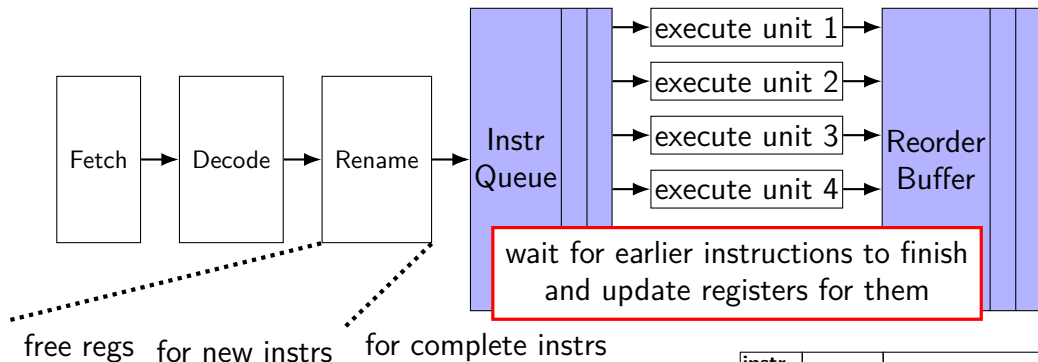 Fetch
Decode
Rename
Instr
Queue
execute unit 1
execute unit 2
execute unit 3
execute unit 4
Reorder
Buffer
wait for earlier instructions to finish
and update registers for them
free regs for new instrs for complete instrs
instr